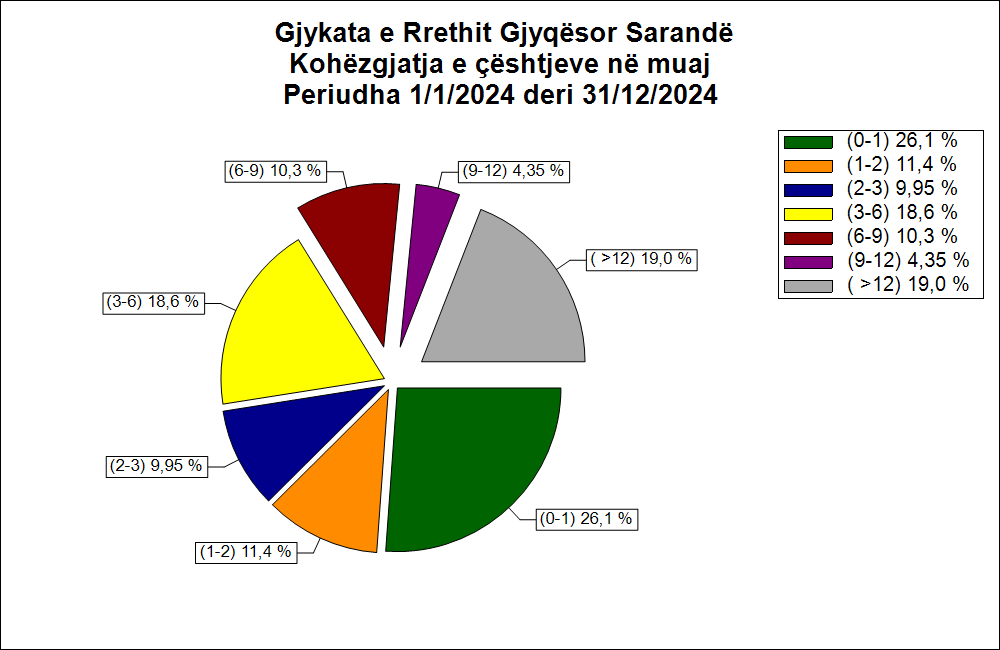 Gjykata e Rrethit Gjyqësor Sarandë
Kohëzgjatja e çështjeve në muaj
Periudha 1/1/2024 deri 31/12/2024
(0-1) 26,1 %
(1-2) 11,4 %
(2-3) 9,95 %
(3-6) 18,6 %
(6-9) 10,3 %
(9-12) 4,35 %
( >12) 19,0 %
(6-9) 10,3 %
(9-12) 4,35 %
( >12) 19,0 %
(3-6) 18,6 %
(2-3) 9,95 %
(0-1) 26,1 %
(1-2) 11,4 %